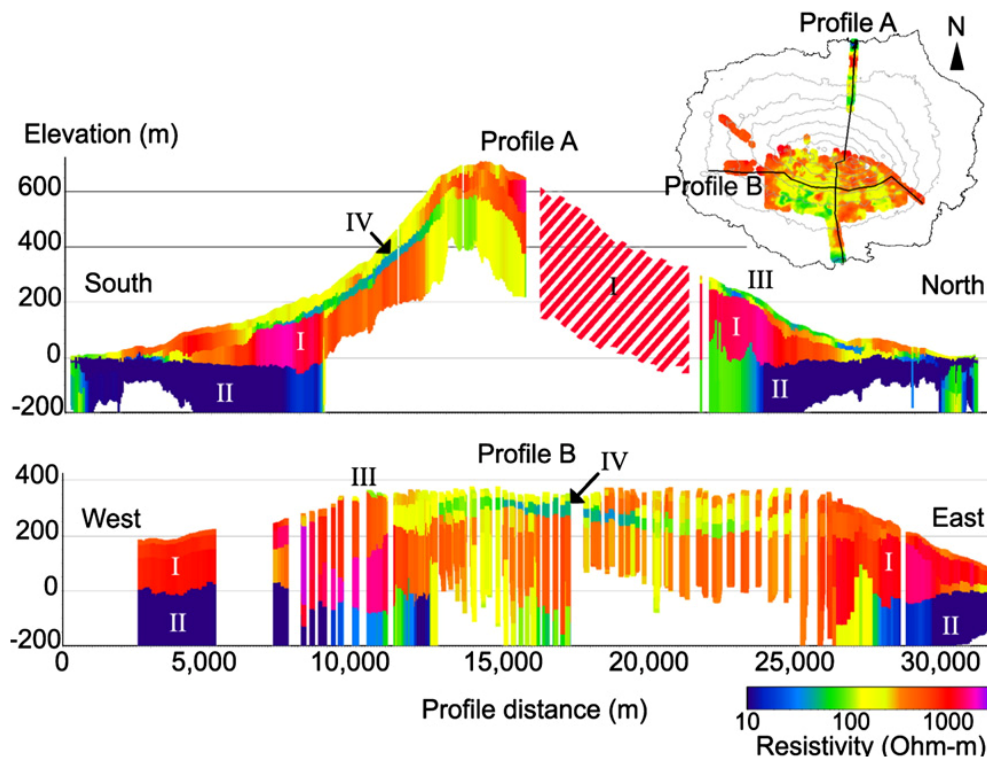 Profile A
N
Elevation (m)
Profile A
600
IV
Profile B
400
South
I
III
North
200
I
I
0
II
II
-200
Profile B
400
III
IV
West
East
200
I
I
0
II
II
-200
0
5,000
10,000
15,000
20,000
25,000
30,000
Profile distance (m)
10
100
1000
Resistivity (Ohm-m)